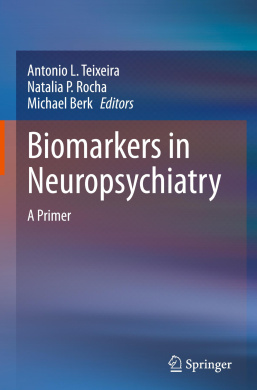 Antonio L. Teixeira
Natalia P. Rocha
Michael Berk Editors
Biomarkers in
Neuropsychiatry
A Primer
Springer